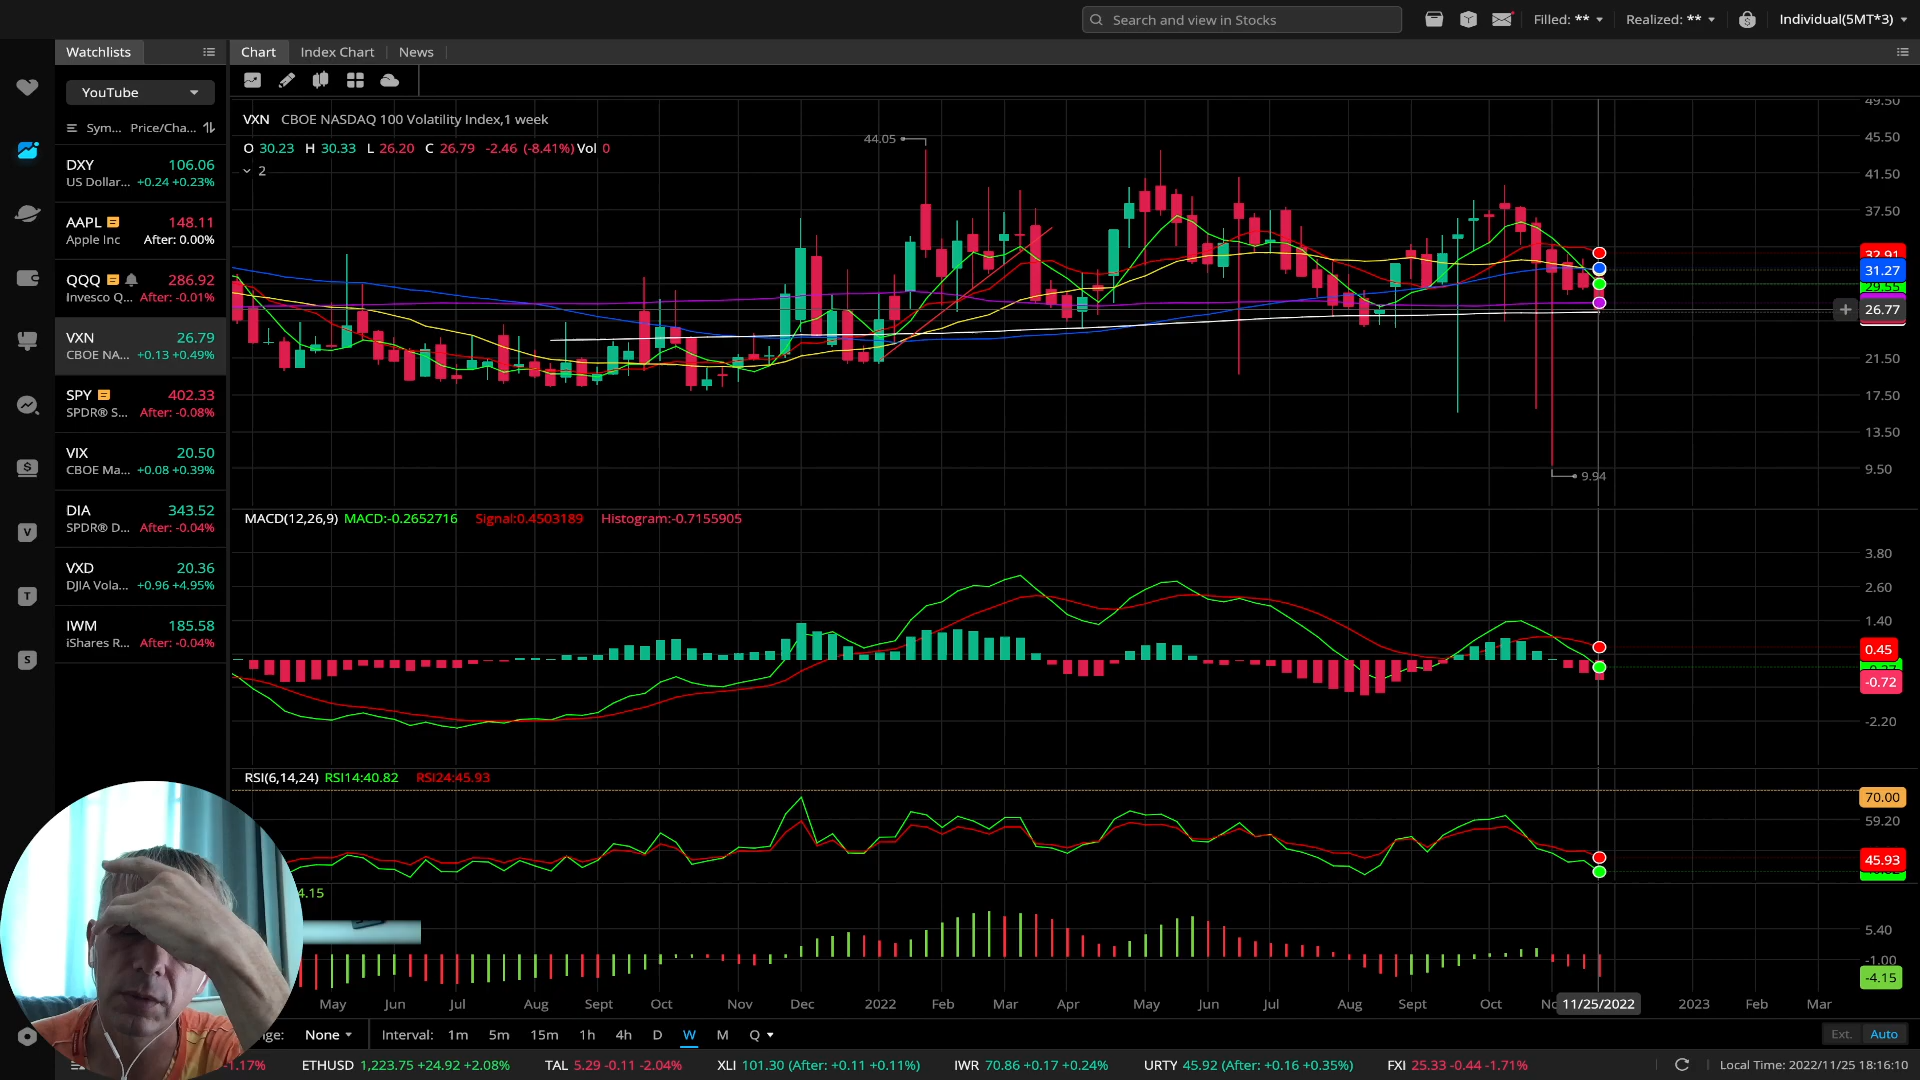 Search and view in Stocks
Filled: **
Realized: **
Individual(5MT*3)
Watchlists
Chart
Index Chart
News
YouTube
Sym... Price/Cha...
DXY 106.06
US Dollar... +0.24 +0.23%
AAPL 148.11
Apple Inc After: 0.00%
QQQ 286.92
Invesco Q... After: -0.01%
VXN 26.79
CBOE NA... +0.13 +0.49%
SPY 402.33
SPDR® S... After: -0.08%
VIX 20.50
CBOE Ma... +0.08 +0.39%
DIA 343.52
SPDR® D... After: -0.04%
VXD 20.36
DJIA Vola... +0.96 +4.95%
IWM 185.58
iShares R... After: -0.04%
VXN CBOE NASDAQ 100 Volatility Index,1 week
O 30.23 H 30.33 L 26.20 C 26.79 -2.46 (-8.41%) Vol 0
2
44.05
9.94
49.50
45.50
41.50
37.50
32.91
31.27
29.55
26.77
21.50
17.50
13.50
9.50
MACD(12,26,9) MACD:-0.2652716 Signal:0.4503189 Histogram:-0.7155905
3.80
2.60
1.40
0.45
-0.72
-2.20
RSI(6,14,24) RSI14:40.82 RSI24:45.93
70.00
59.20
45.93
4.15
5.40
-1.00
-4.15
May Jun Jul Aug Sept Oct Nov Dec 2022 Feb Mar Apr May Jun Jul Aug Sept Oct 11/25/2022 2023 Feb Mar
None
Interval: 1m 5m 15m 1h 4h D W M Q
Ext. Auto
-1.17% ETHUSD 1,223.75 +24.92 +2.08% TAL 5.29 -0.11 -2.04% XLI 101.30 (After: +0.11 +0.11%) IWR 70.86 +0.17 +0.24% URTY 45.92 (After: +0.16 +0.35%) FXI 25.33 -0.44 -1.71%
Local Time: 2022/11/25 18:16:10
V
T
S